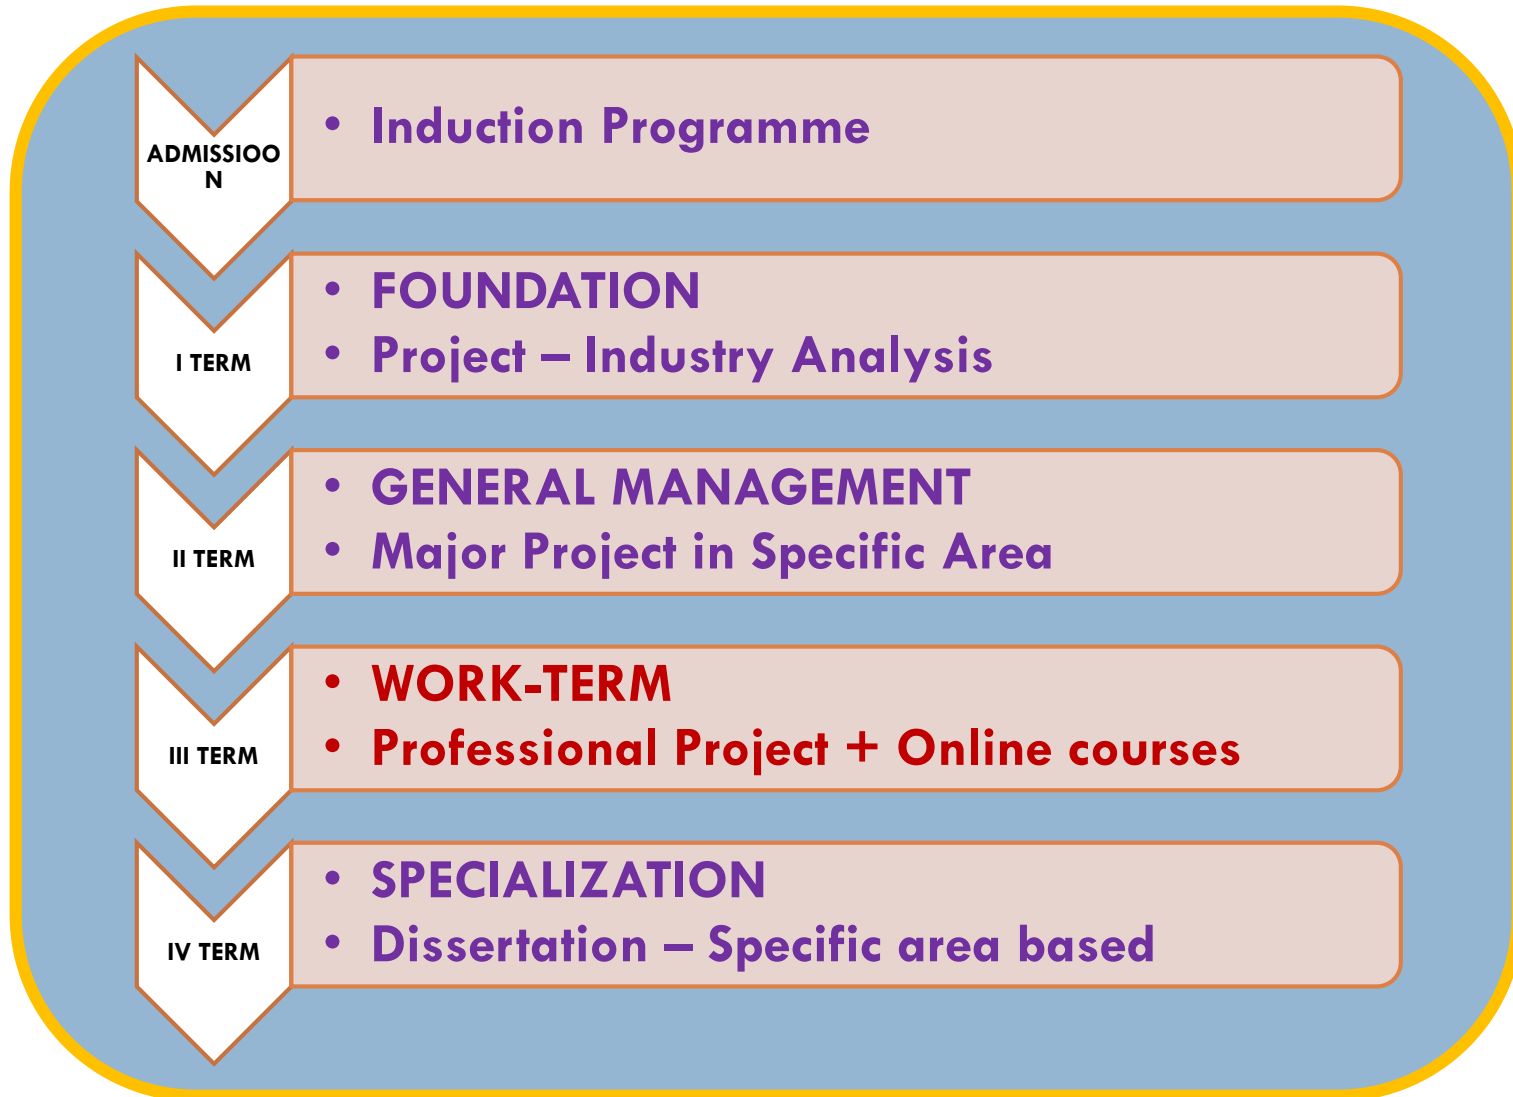 ADMISSIOO
N
• Induction Programme
I TERM
• FOUNDATION
• Project – Industry Analysis
II TERM
• GENERAL MANAGEMENT
• Major Project in Specific Area
III TERM
• WORK-TERM
• Professional Project + Online courses
IV TERM
• SPECIALIZATION
• Dissertation – Specific area based